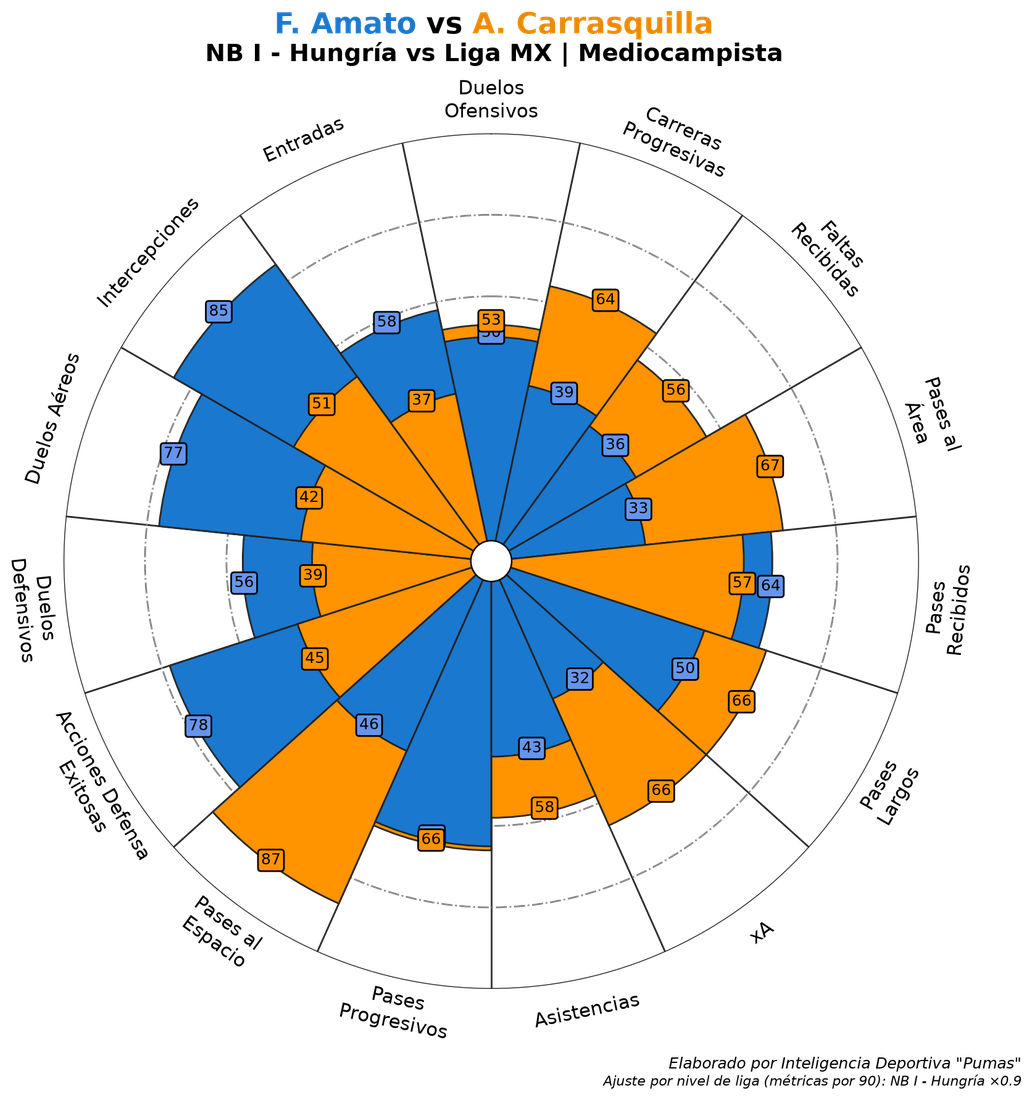 F. Amato vs A. Carrasquilla
NB I - Hungría vs Liga MX | Mediocampista
Duelos
Ofensivos
Carreras
Progresivas
Faltas
Recibidas
Pases al
Área
Pases
Recibidos
Pases
Largos
xA
Asistencias
Pases
Progresivos
Pases al
Espacio
Acciones Defensa
Exitosas
Duelos
Defensivos
Duelos Aéreos
Intercepciones
Entradas
53
64
39
56
36
67
33
57
64
50
66
32
66
43
58
66
46
87
45
78
56
39
77
42
85
51
58
37
Elaborado por Inteligencia Deportiva "Pumas"
Ajuste por nivel de liga (métricas por 90): NB I - Hungría ×0.9